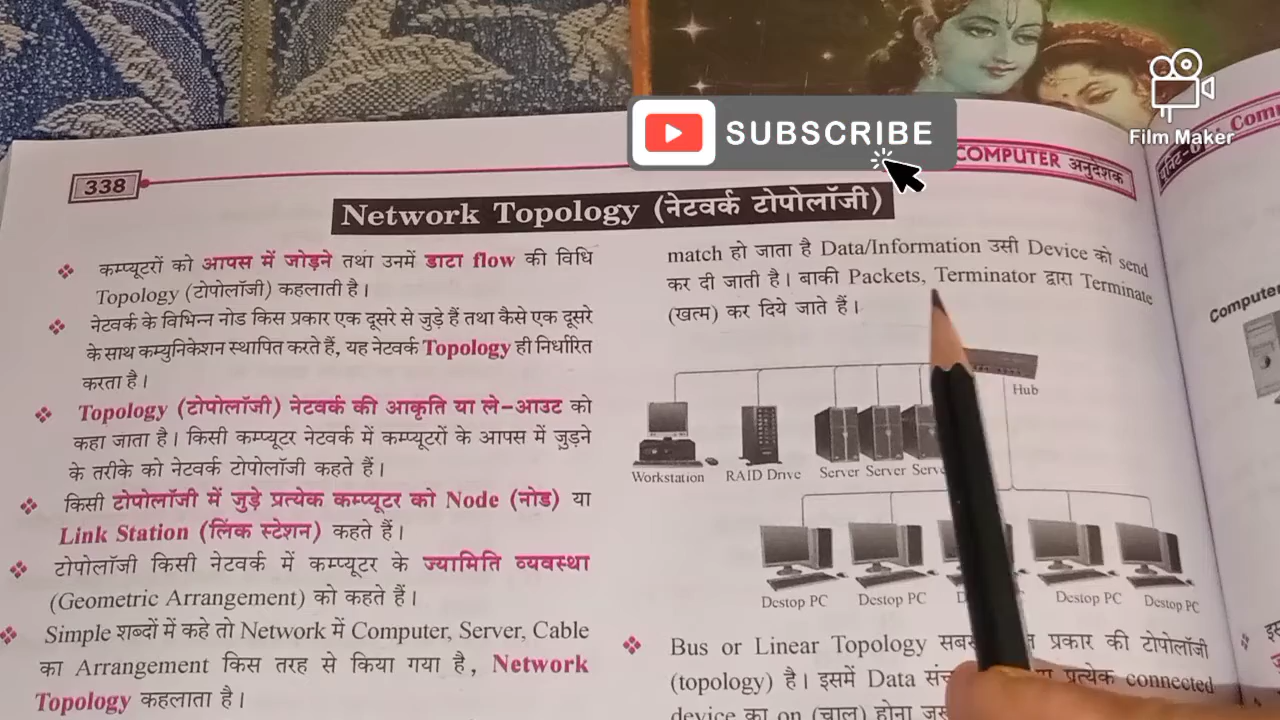 Film Maker
SUBSCRIBE
338
COMPUTER अनुदेशक
Network Topology (नेटवर्क टोपोलॉजी)
कम्प्यूटरों को आपस में जोड़ने तथा उनमें डाटा flow की विधि
Topology (टोपोलॉजी) कहलाती है।
नेटवर्क के विभिन्न नोड किस प्रकार एक दूसरे से जुड़े हैं तथा कैसे एक दूसरे
के साथ कम्युनिकेशन स्थापित करते हैं, यह नेटवर्क Topology ही निर्धारित
करता है।
Topology (टोपोलॉजी) नेटवर्क की आकृति या ले-आउट को
कहा जाता है। किसी कम्प्यूटर नेटवर्क में कम्प्यूटरों के आपस में जुड़ने
के तरीके को नेटवर्क टोपोलॉजी कहते हैं।
किसी टोपोलॉजी में जुड़े प्रत्येक कम्प्यूटर को Node (नोड) या
Link Station (लिंक स्टेशन) कहते हैं।
टोपोलॉजी किसी नेटवर्क में कम्प्यूटर के ज्यामिति व्यवस्था
(Geometric Arrangement) को कहते हैं।
Simple शब्दों में कहे तो Network में Computer, Server, Cable
का Arrangement किस तरह से किया गया है, Network
Topology कहलाता है।
match हो जाता है Data/Information उसी Device को send
कर दी जाती है। बाकी Packets, Terminator द्वारा Terminate
(खत्म) कर दिये जाते हैं।
Hub
Workstation RAID Drive Server Server
Destop PC Destop PC Destop PC Destop PC
Bus or Linear Topology प्रकार की टोपोलॉजी
(topology) है। इसमें Data प्रत्येक connected
device का on (चालू) होना
यूनिट-0
Computer